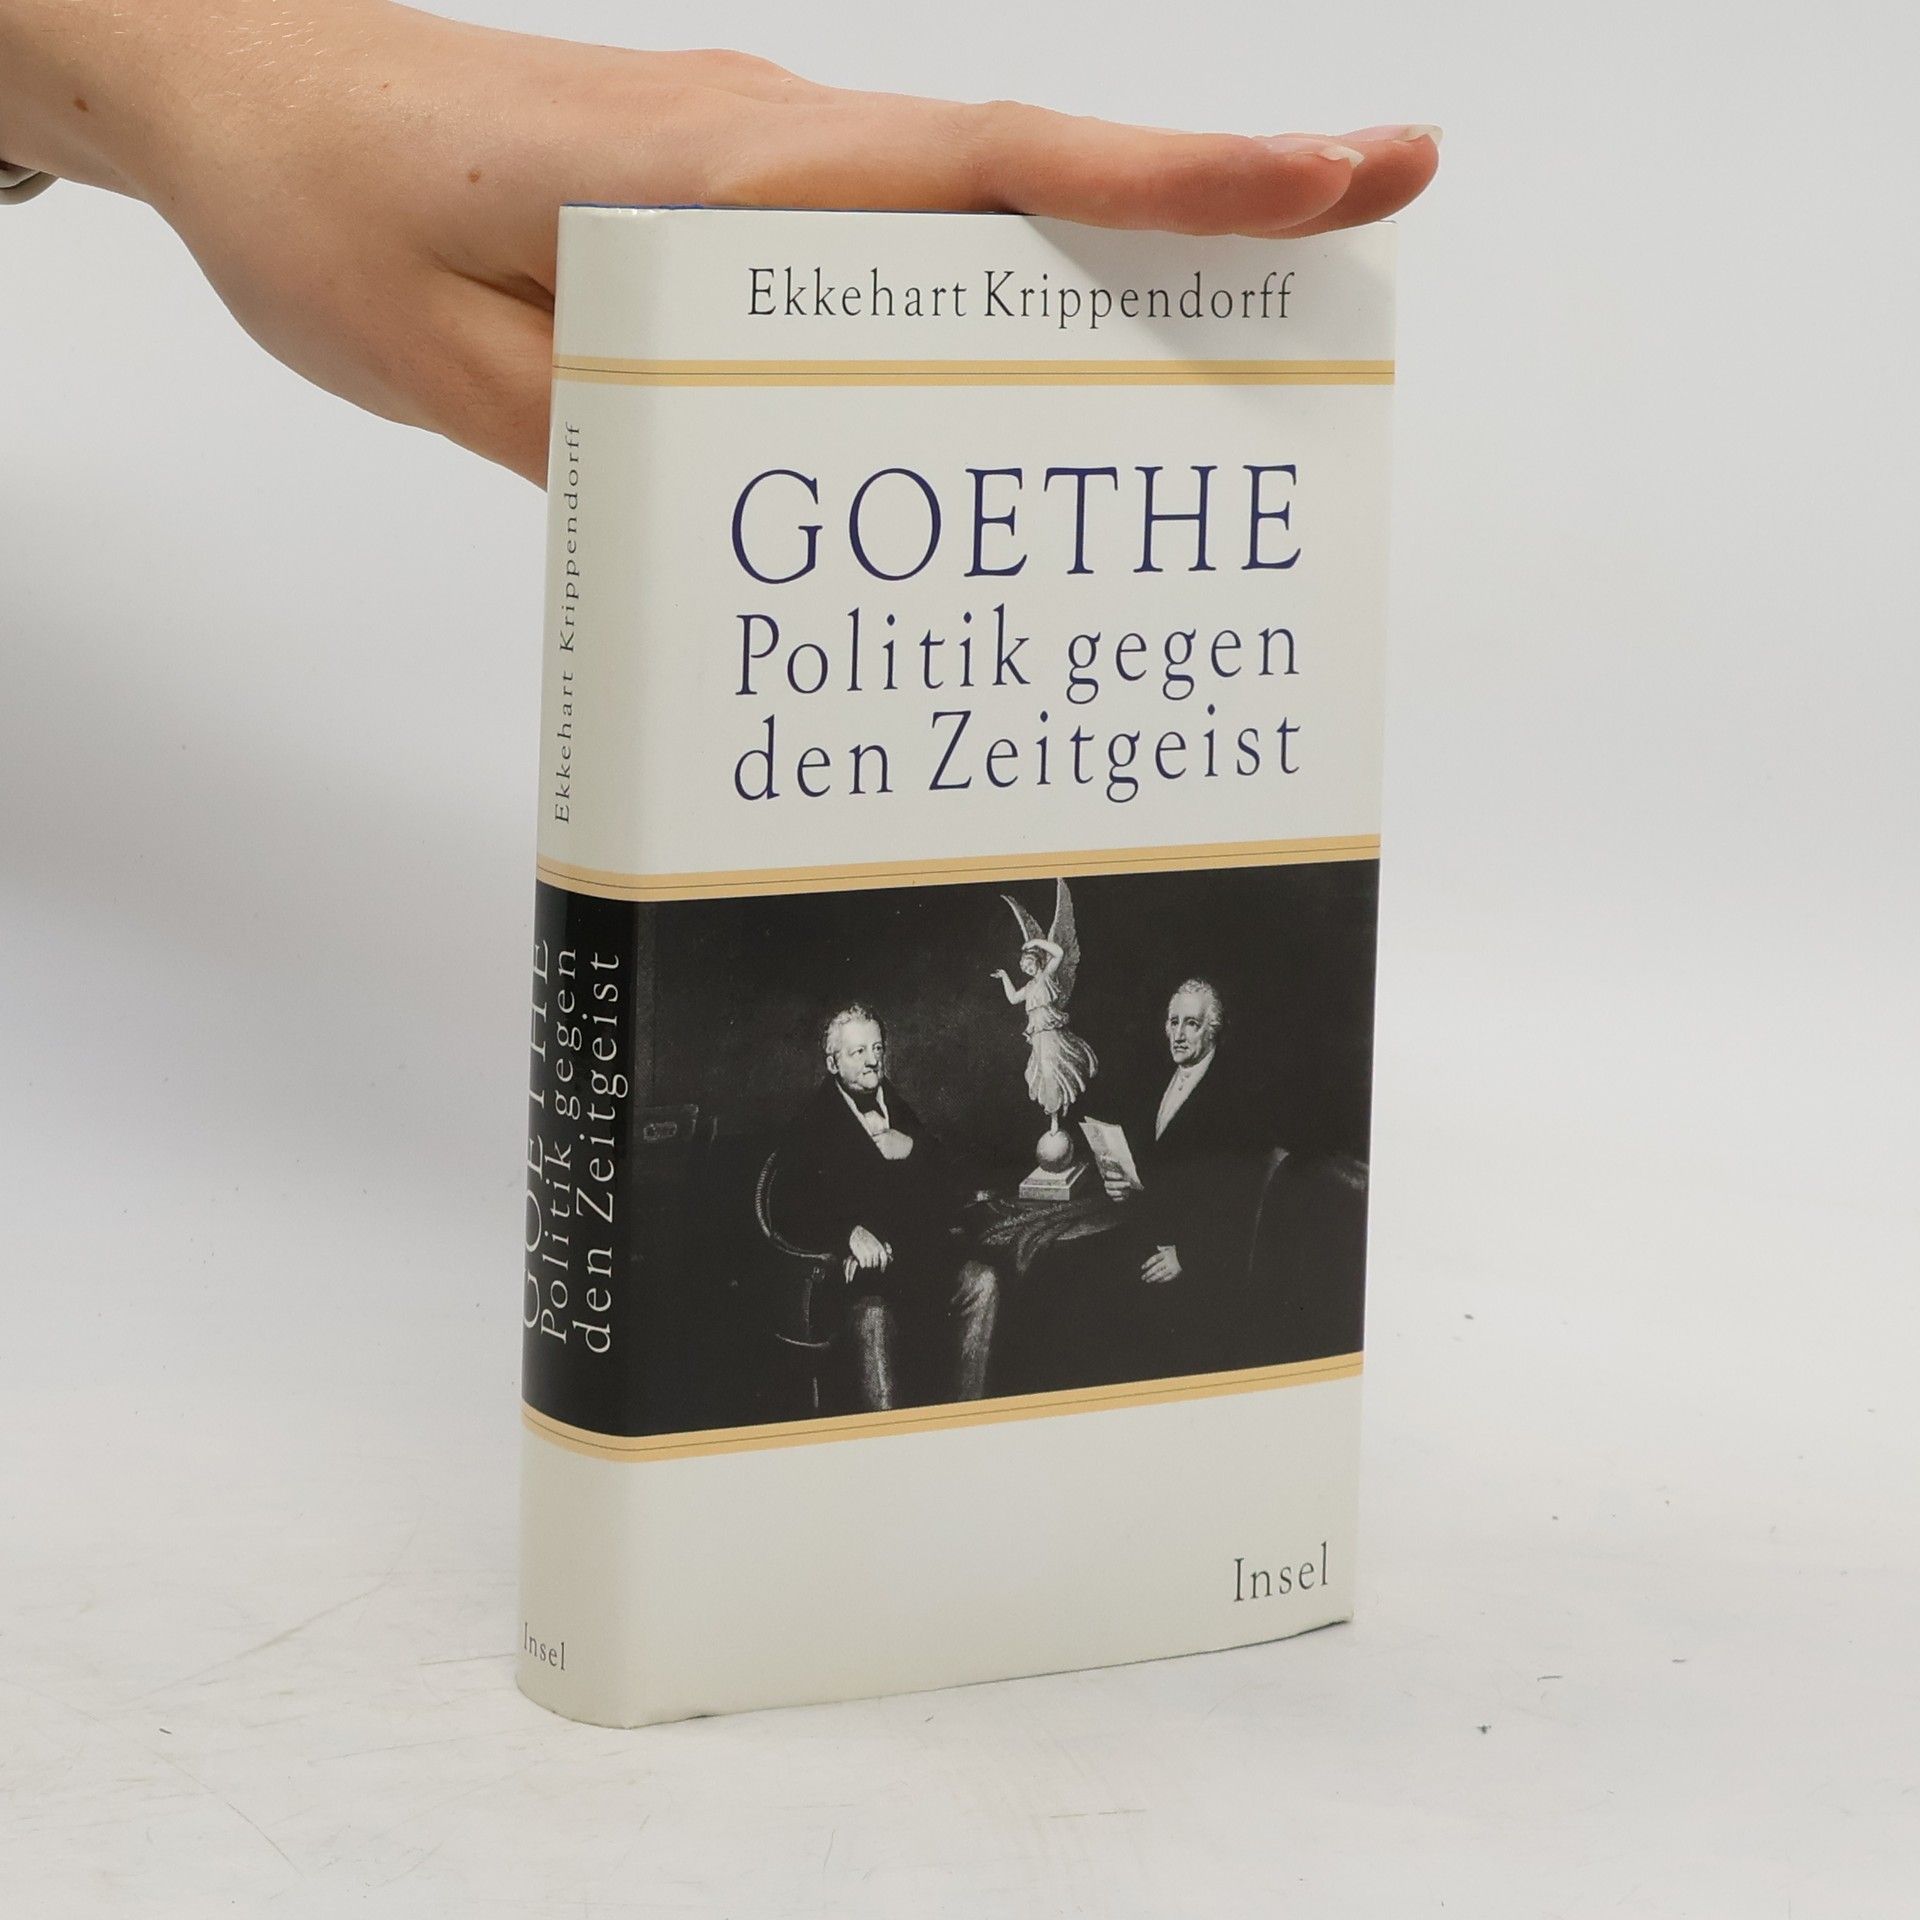 Ekkehart Krippendorff
GOETHE
Politik gegen
den Zeitgeist
Insel
Ekkehart Krippendorff
GOETHE
Politik gegen
den Zeitgeist
Insel